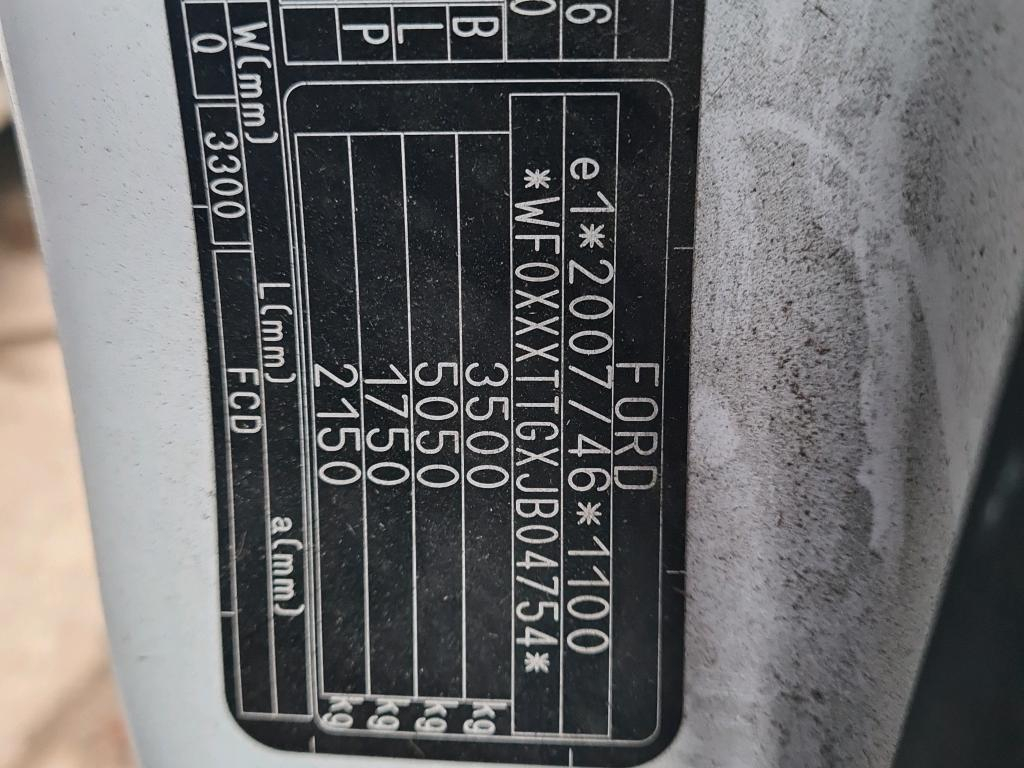 FORD
6 e1*2007/46*1100
0 *WF0XXXTTGXJB04754*
B 3500 kg
L 5050 kg
P 1750 kg
2150 kg
W(mm) L(mm) a(mm)
Q 3300 FCD